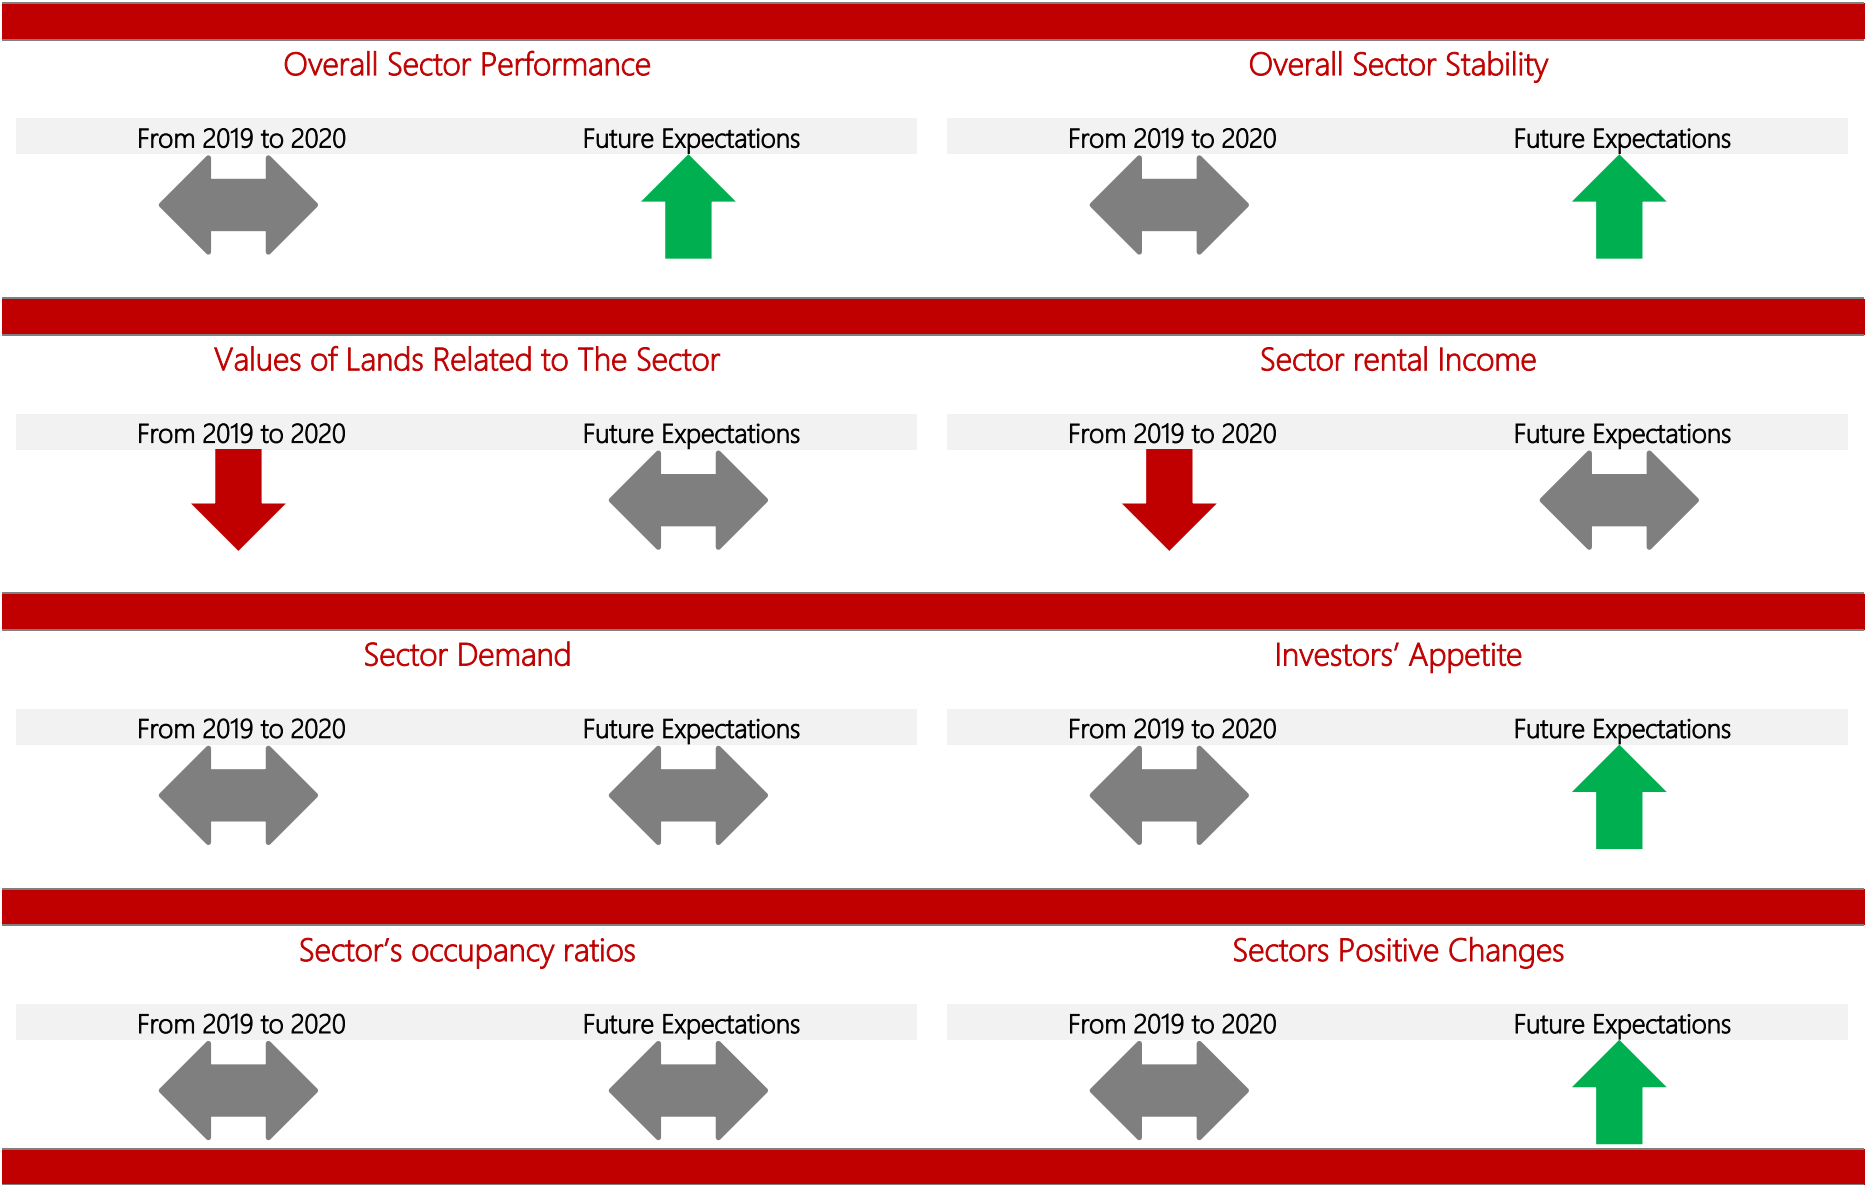 Overall Sector Performance
Overall Sector Stability
From 2019 to 2020
Future Expectations
From 2019 to 2020
Future Expectations
Values of Lands Related to The Sector
Sector rental Income
From 2019 to 2020
Future Expectations
From 2019 to 2020
Future Expectations
Sector Demand
Investors’ Appetite
From 2019 to 2020
Future Expectations
From 2019 to 2020
Future Expectations
Sector’s occupancy ratios
Sectors Positive Changes
From 2019 to 2020
Future Expectations
From 2019 to 2020
Future Expectations